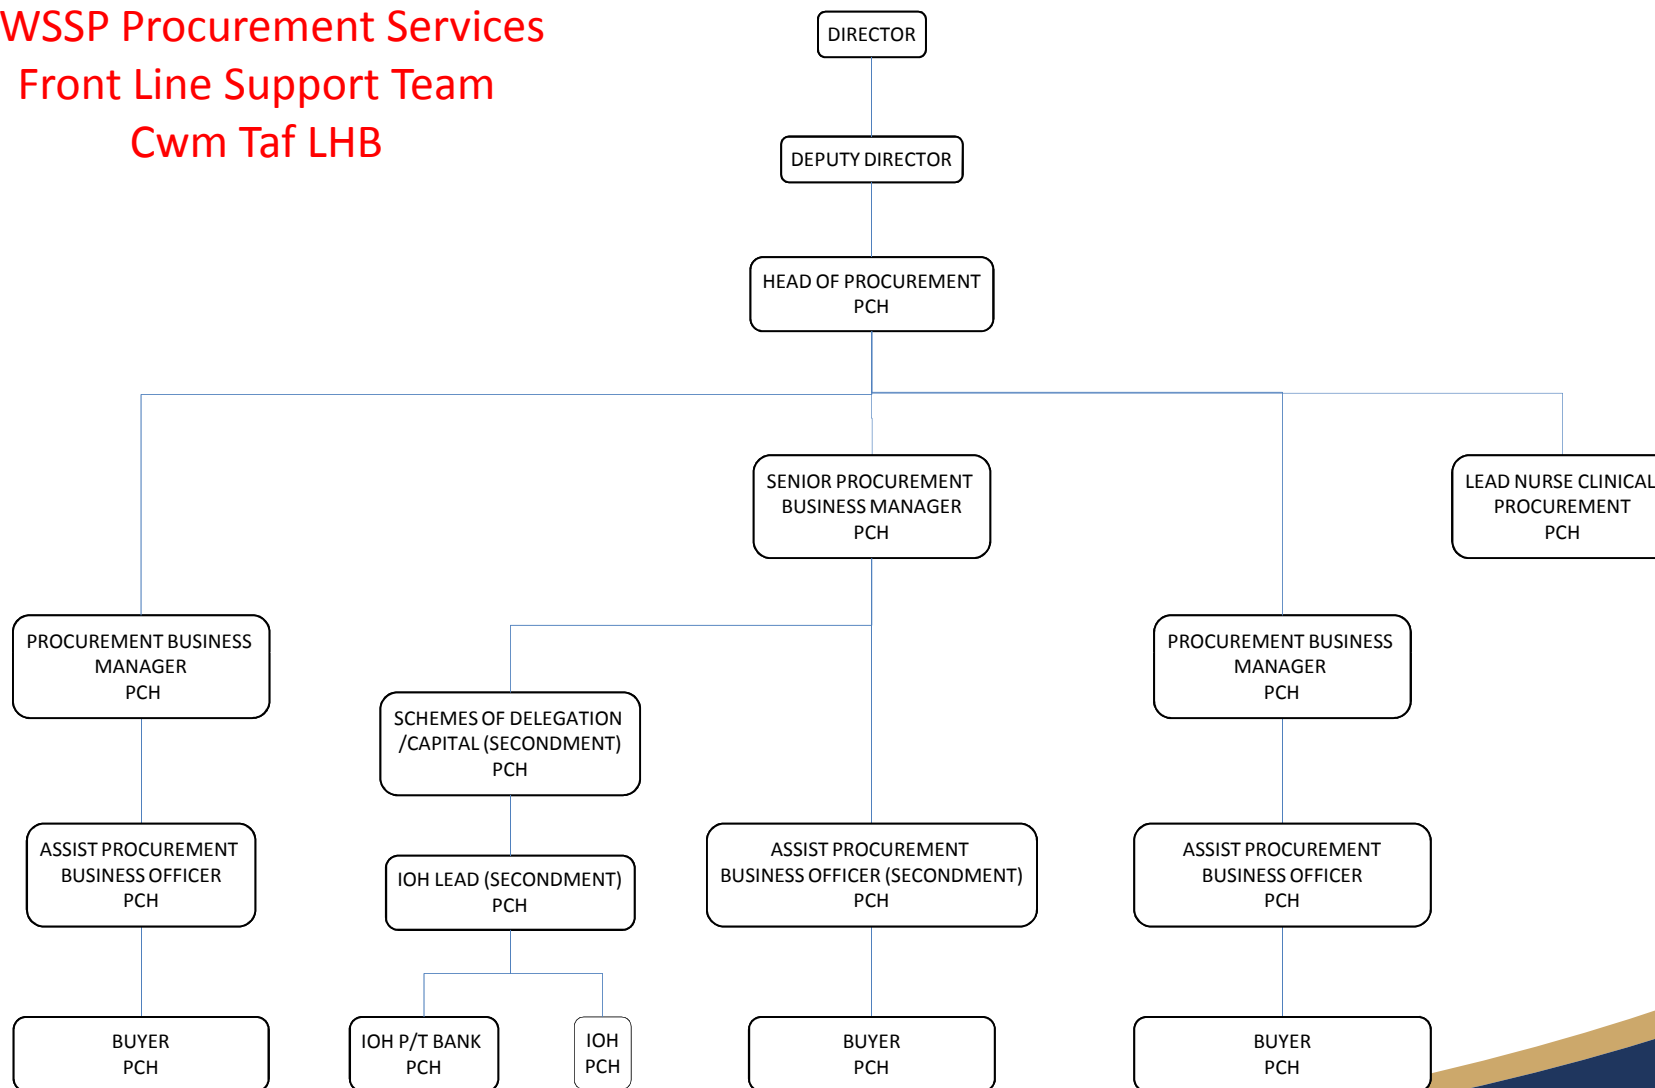 WSSP Procurement Services
Front Line Support Team
Cwm Taf LHB
DIRECTOR
DEPUTY DIRECTOR
HEAD OF PROCUREMENT
PCH
SENIOR PROCUREMENT
BUSINESS MANAGER
PCH
LEAD NURSE CLINICAL
PROCUREMENT
PCH
PROCUREMENT BUSINESS
MANAGER
PCH
SCHEMES OF DELEGATION
/CAPITAL (SECONDMENT)
PCH
PROCUREMENT BUSINESS
MANAGER
PCH
ASSIST PROCUREMENT
BUSINESS OFFICER
PCH
IOH LEAD (SECONDMENT)
PCH
ASSIST PROCUREMENT
BUSINESS OFFICER (SECONDMENT)
PCH
ASSIST PROCUREMENT
BUSINESS OFFICER
PCH
BUYER
PCH
IOH P/T BANK
PCH
IOH
PCH
BUYER
PCH
BUYER
PCH